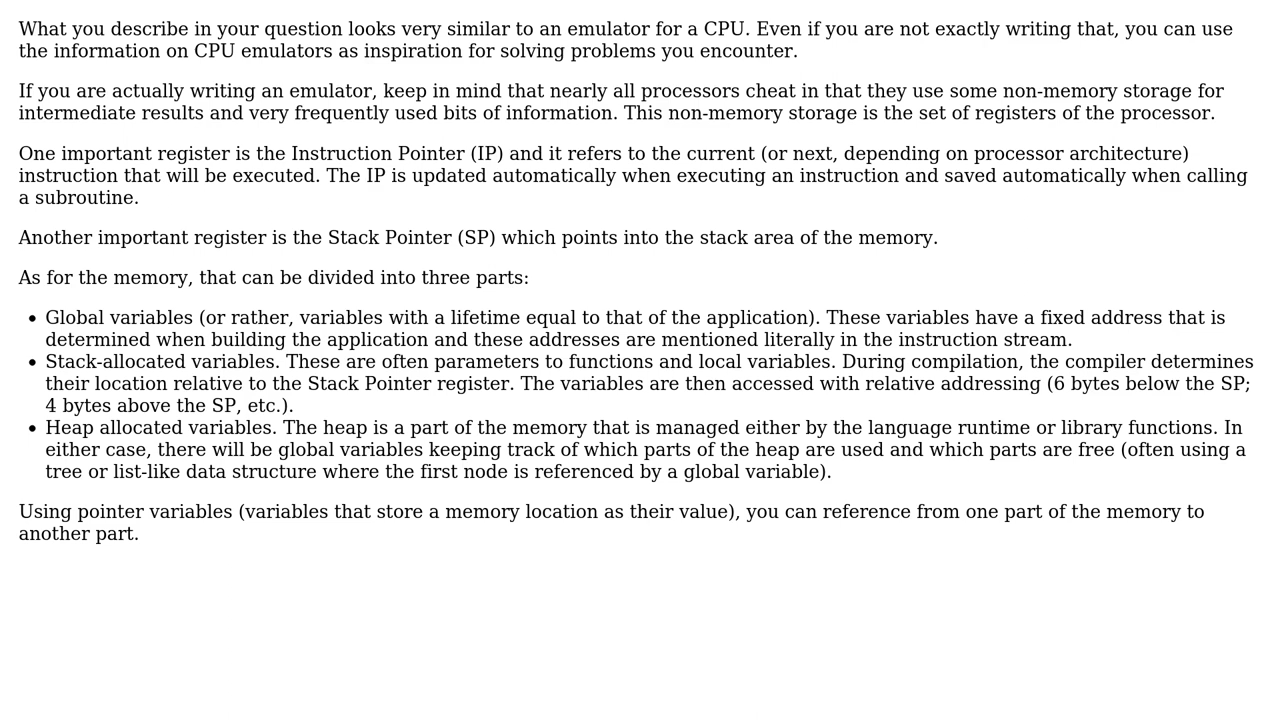 What you describe in your question looks very similar to an emulator for a CPU. Even if you are not exactly writing that, you can use
the information on CPU emulators as inspiration for solving problems you encounter.
If you are actually writing an emulator, keep in mind that nearly all processors cheat in that they use some non-memory storage for
intermediate results and very frequently used bits of information. This non-memory storage is the set of registers of the processor.
One important register is the Instruction Pointer (IP) and it refers to the current (or next, depending on processor architecture)
instruction that will be executed. The IP is updated automatically when executing an instruction and saved automatically when calling
a subroutine.
Another important register is the Stack Pointer (SP) which points into the stack area of the memory.
As for the memory, that can be divided into three parts:
• Global variables (or rather, variables with a lifetime equal to that of the application). These variables have a fixed address that is
determined when building the application and these addresses are mentioned literally in the instruction stream.
• Stack-allocated variables. These are often parameters to functions and local variables. During compilation, the compiler determines
their location relative to the Stack Pointer register. The variables are then accessed with relative addressing (6 bytes below the SP;
4 bytes above the SP, etc.).
• Heap allocated variables. The heap is a part of the memory that is managed either by the language runtime or library functions. In
either case, there will be global variables keeping track of which parts of the heap are used and which parts are free (often using a
tree or list-like data structure where the first node is referenced by a global variable).
Using pointer variables (variables that store a memory location as their value), you can reference from one part of the memory to
another part.